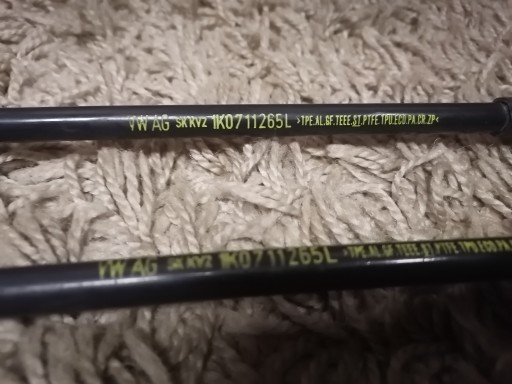 VW AG SK KV2 1K0711265L >TPE.AL.GF.TEEE.ST.PTFE.TPU.ECO.PA.CR.ZP<
VW AG SK KV2 1K0711265L >TPE.AL.GF.TEEE.ST.PTFE.TPU.ECO.PA